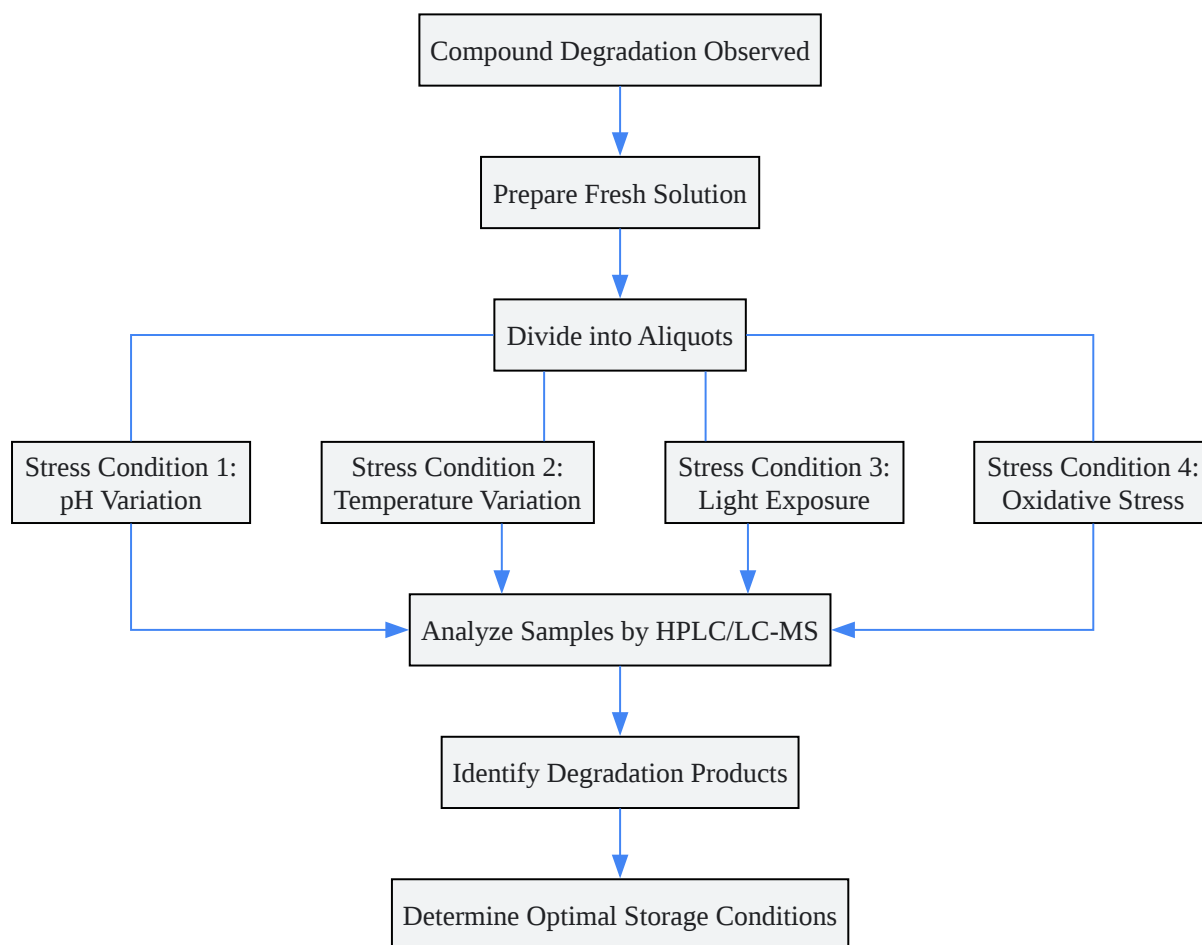 Compound Degradation Observed
Prepare Fresh Solution
Divide into Aliquots
Stress Condition 1:
pH Variation
Stress Condition 2:
Temperature Variation
Stress Condition 3:
Light Exposure
Stress Condition 4:
Oxidative Stress
Analyze Samples by HPLC/LC-MS
Identify Degradation Products
Determine Optimal Storage Conditions